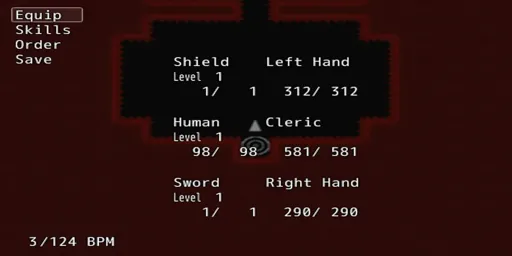 Equip
Skills
Order
Save
Shield Left Hand
Level 1
1/ 1 312/ 312
Human Cleric
Level 1
98/ 98 581/ 581
Sword Right Hand
Level 1
1/ 1 290/ 290
3/124 BPM